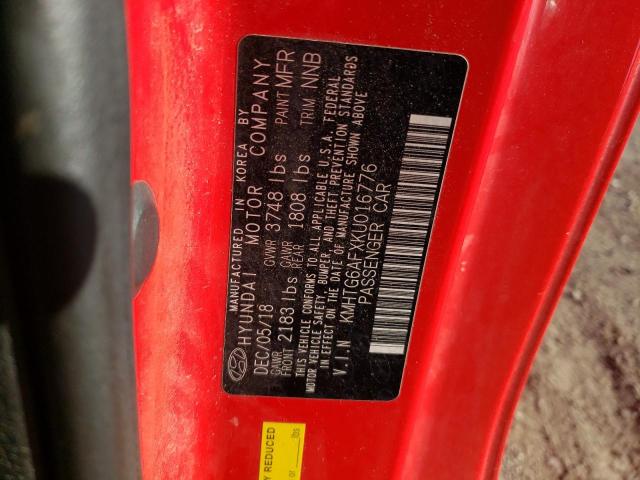 MANUFACTURED IN KOREA BY
HYUNDAI MOTOR COMPANY
DEC/05/18 GVWR 3748 lbs PAINT MFR
GAWR FRONT 2183 lbs GAWR REAR 1808 lbs TRIM NNB
THIS VEHICLE CONFORMS TO ALL APPLICABLE U.S.A. FEDERAL
MOTOR VEHICLE SAFETY, BUMPER, AND THEFT PREVENTION STANDARDS
IN EFFECT ON THE DATE OF MANUFACTURE SHOWN ABOVE
V.I.N KMHTG6AFXKU016776
PASSENGER CAR
Y REDUCED
or lbs